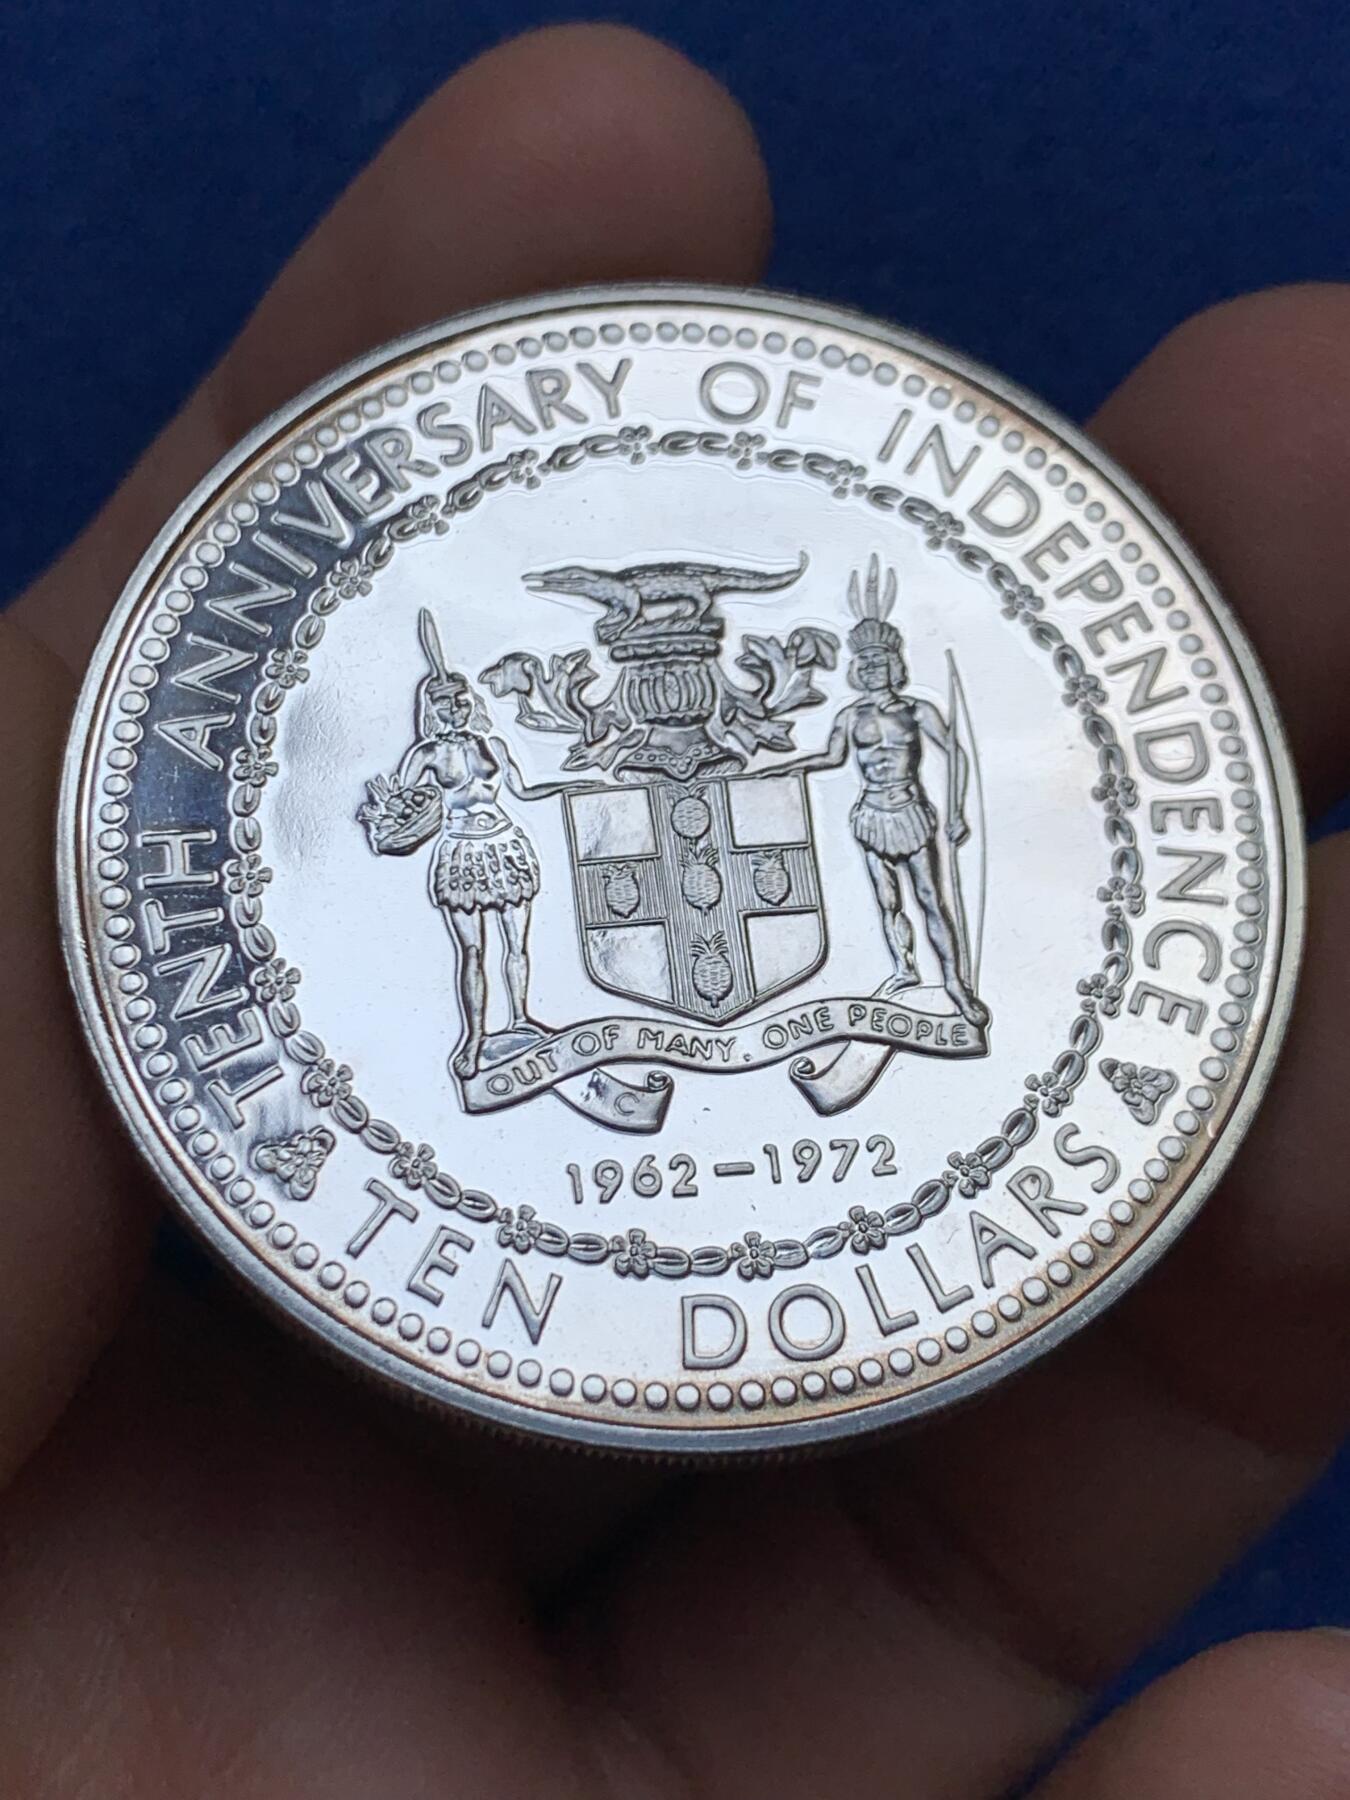 TENTH ANNIVERSARY OF INDEPENDENCE
OUT OF MANY, ONE PEOPLE
C
1962–1972
TEN DOLLARS